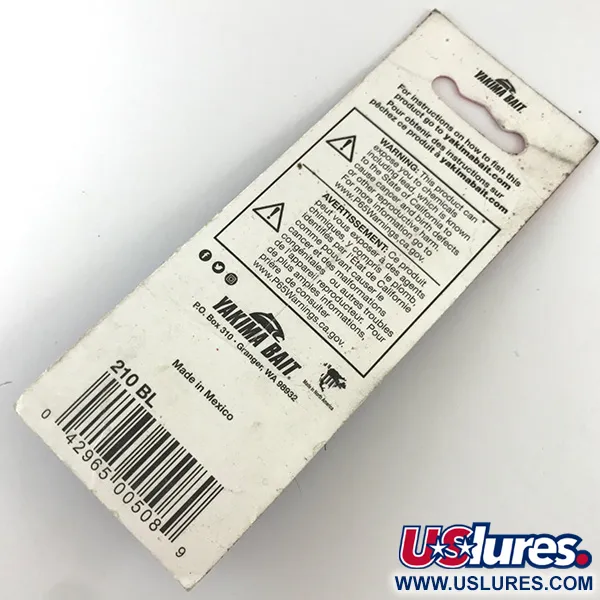 YAKIMA BAIT.
For instructions on how to fish this
product go to yakimabait.com
Pour obtenir des instructions sur
pêchez ce produit à yakimabait.com.
WARNING: This product can
expose you to chemicals
including lead, which is known
to the State of California to
cause cancer and birth defects
or other reproductive harm.
For more information go to
www.P65Warnings.ca.gov.
AVERTISSEMENT: Ce produit
peut vous exposer à des agents
chimiques, y compris le plomb,
identifiés par l'État de Californie
comme pouvant causer le
cancer et des malformations
congénitales ou autres troubles
de l'appareil reproducteur. Pour
de plus amples informations,
prière de consulter
www.P65Warnings.ca.gov.
YAKIMA BAIT.
P.O. Box 310 · Granger, WA 98932
Made in North America
Made in Mexico
210 BL
0 42965 00508 9
USlures.
WWW.USLURES.COM